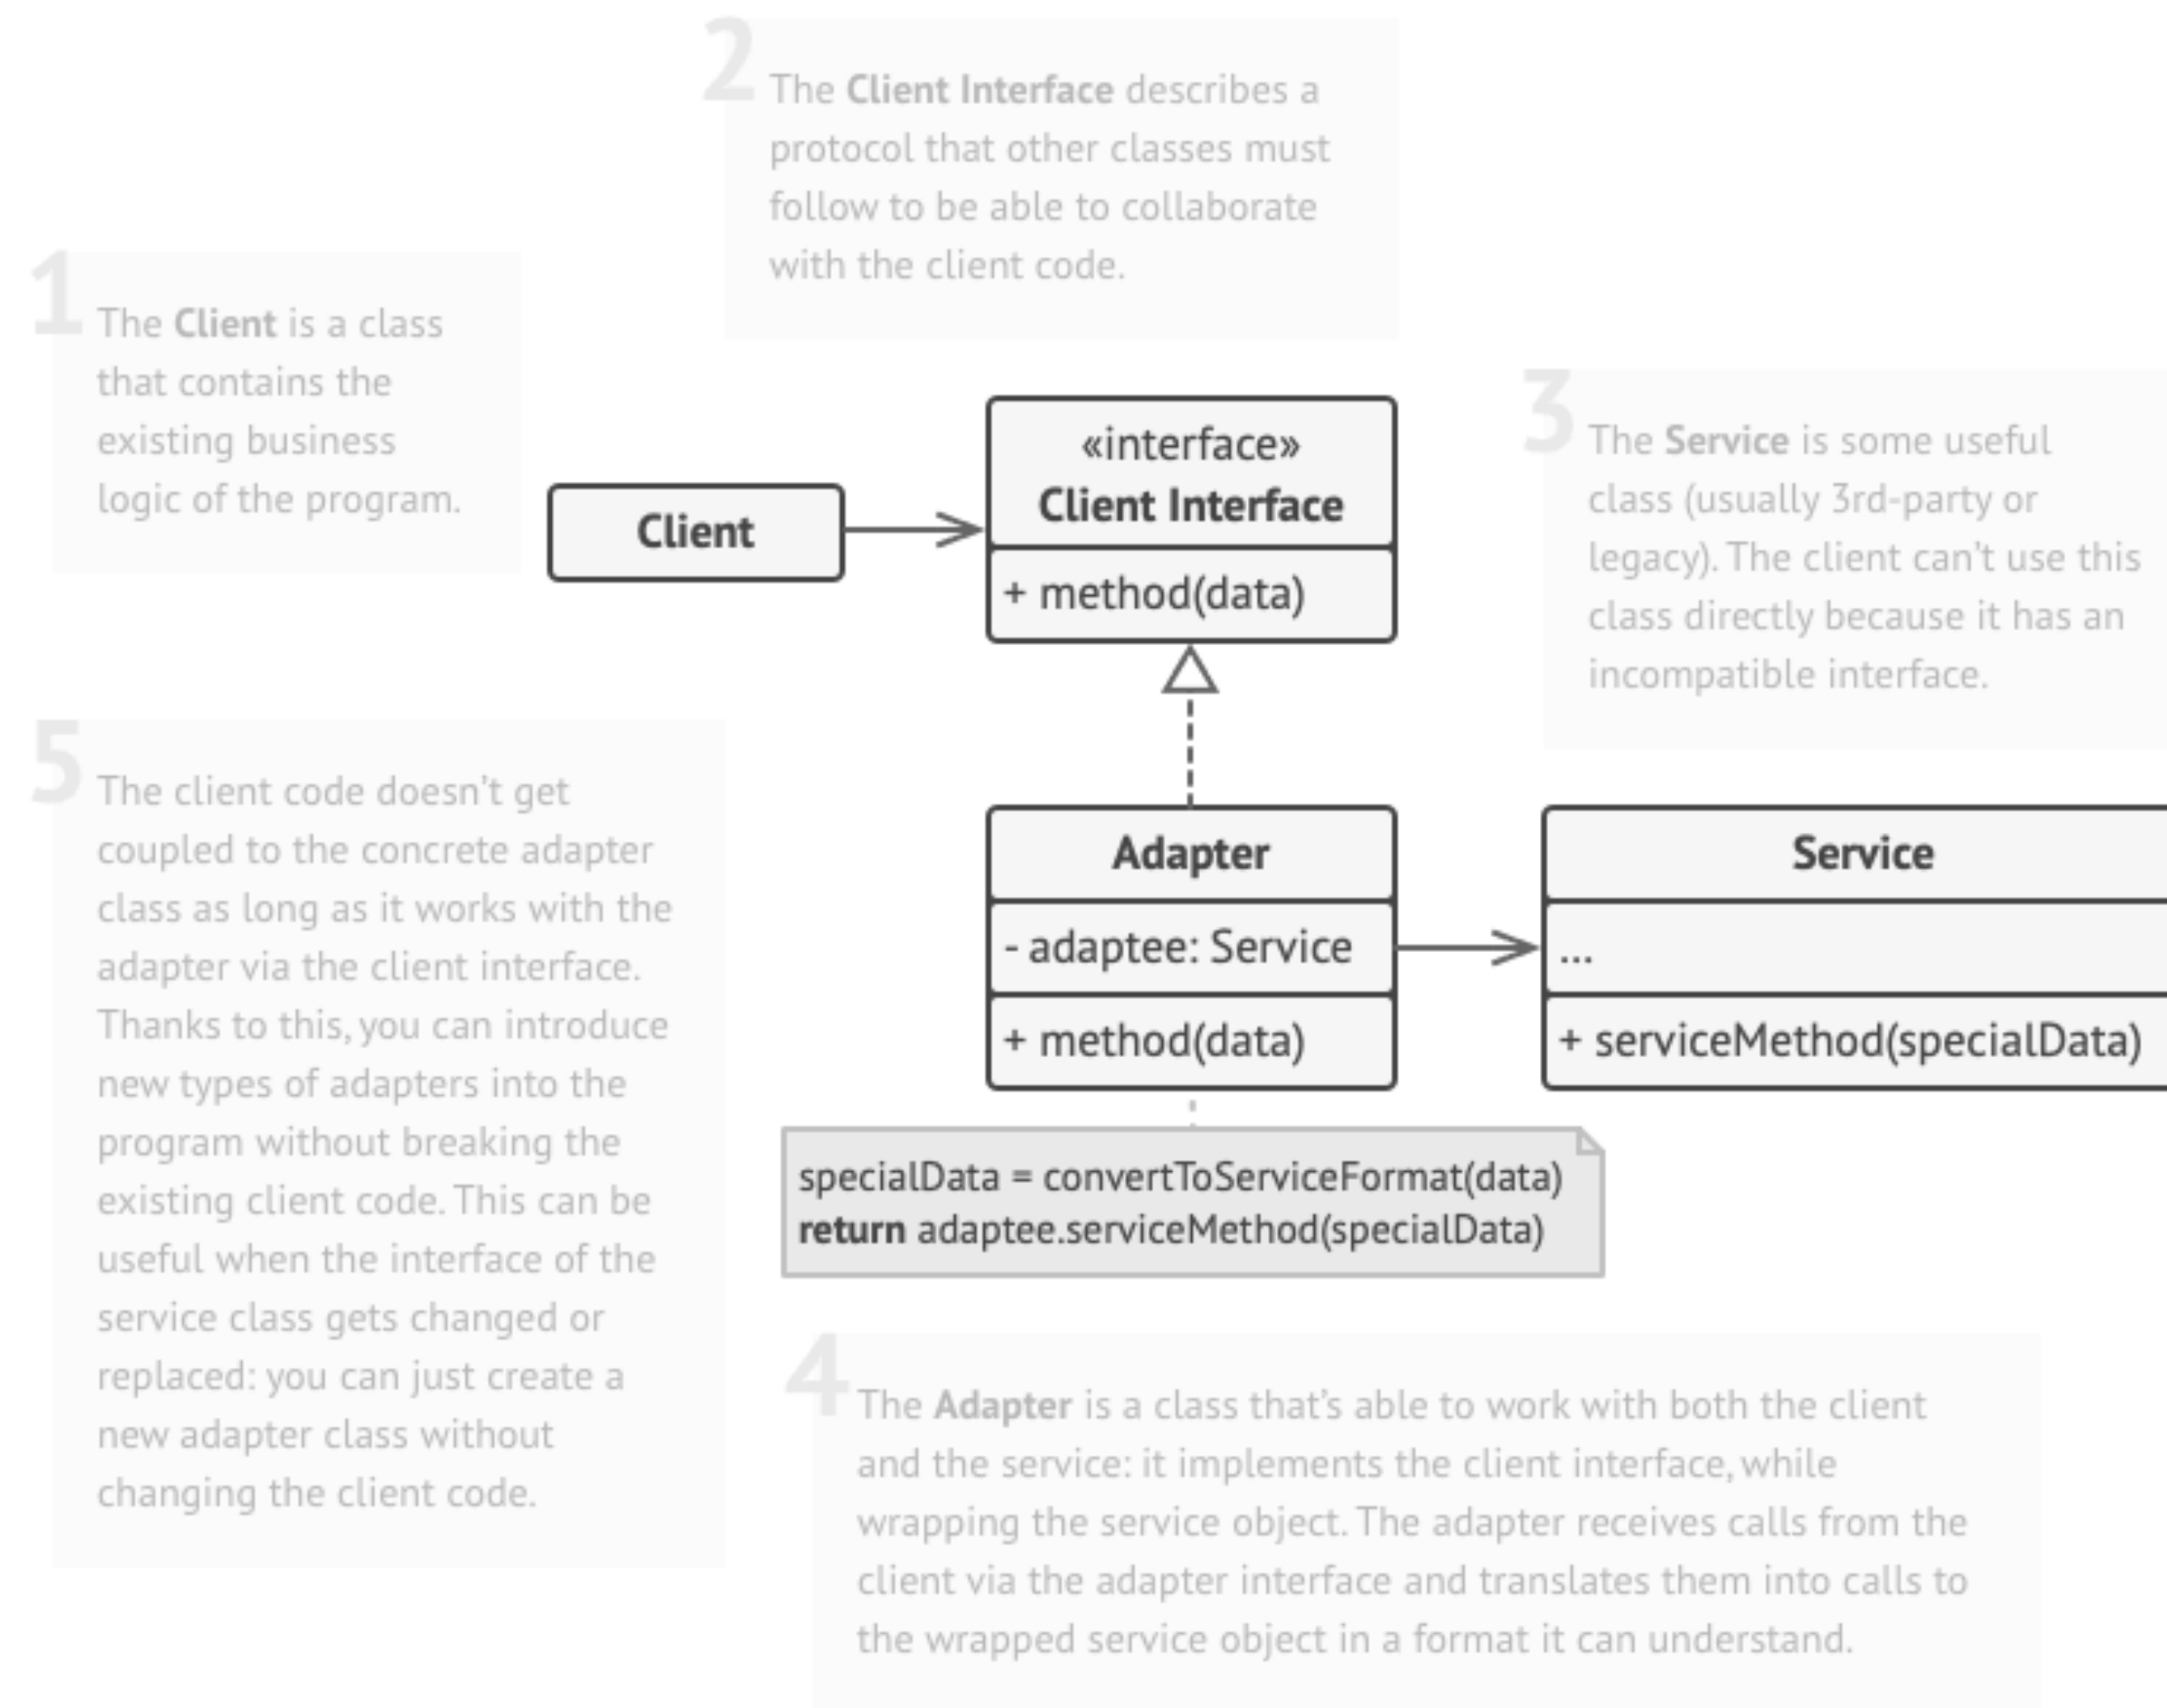 1
The Client is a class
that contains the
existing business
logic of the program.
2
The Client Interface describes a
protocol that other classes must
follow to be able to collaborate
with the client code.
Client
«interface»
Client Interface
+ method(data)
3
The Service is some useful
class (usually 3rd-party or
legacy). The client can’t use this
class directly because it has an
incompatible interface.
Adapter
- adaptee: Service
+ method(data)
Service
...
+ serviceMethod(specialData)
specialData = convertToServiceFormat(data)
return adaptee.serviceMethod(specialData)
4
The Adapter is a class that’s able to work with both the client
and the service: it implements the client interface, while
wrapping the service object. The adapter receives calls from the
client via the adapter interface and translates them into calls to
the wrapped service object in a format it can understand.
5
The client code doesn’t get
coupled to the concrete adapter
class as long as it works with the
adapter via the client interface.
Thanks to this, you can introduce
new types of adapters into the
program without breaking the
existing client code. This can be
useful when the interface of the
service class gets changed or
replaced: you can just create a
new adapter class without
changing the client code.